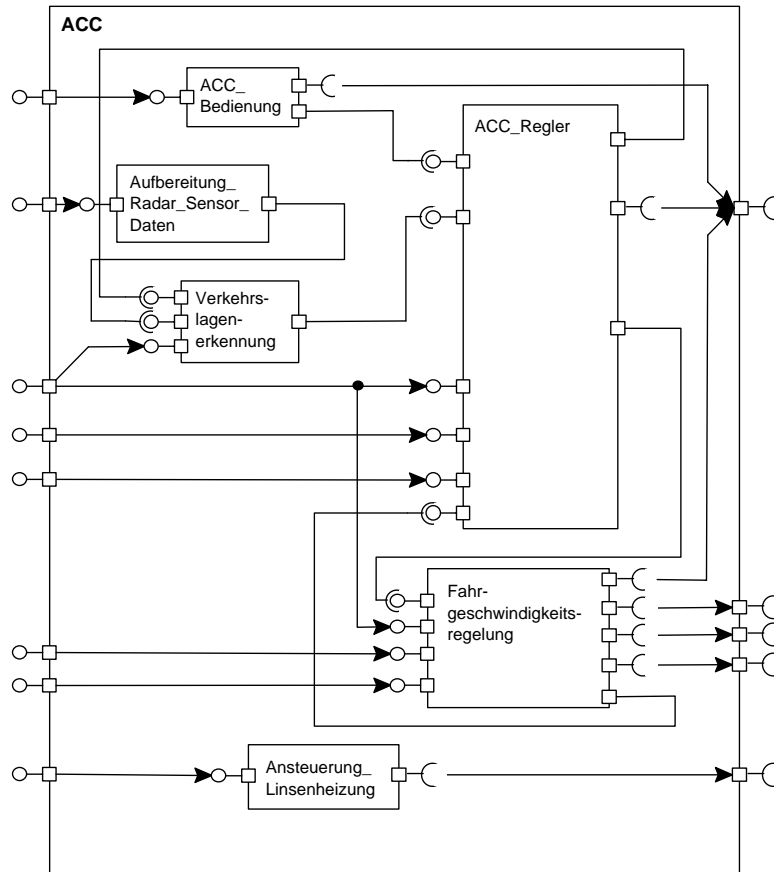 ACC
ACC_
Bedienung
ACC_Regler
Aufbereitung_
Radar_Sensor_
Daten
Verkehrs-
lagen-
erkennung
Fahr-
geschwindigkeits-
regelung
Ansteuerung_
Linsenheizung